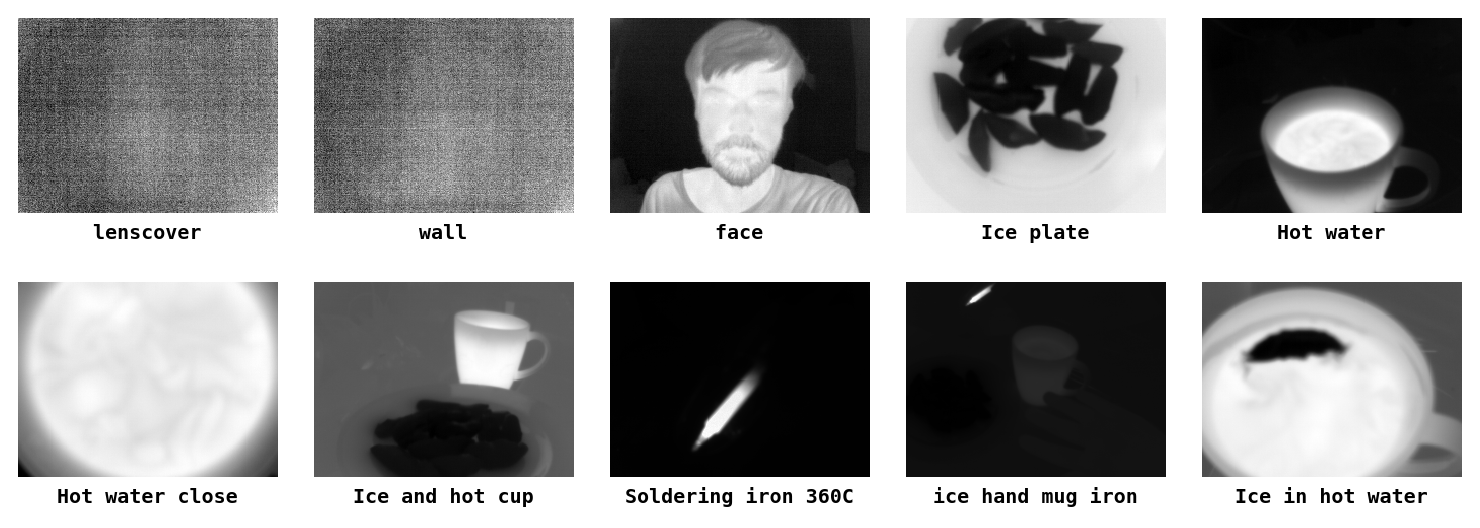 lenscover
wall
face
Ice plate
Hot water
Hot water close
Ice and hot cup
Soldering iron 360C
ice hand mug iron
Ice in hot water